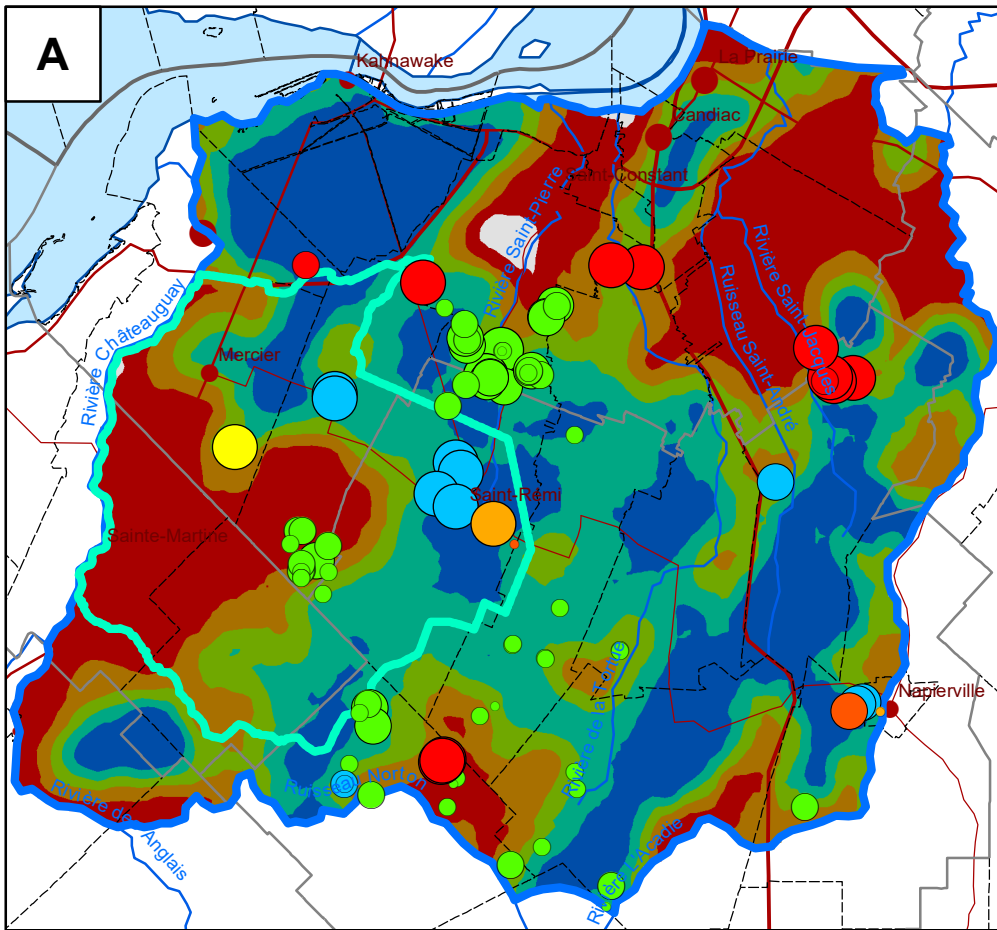 A
Kahnawake
La Prairie
Candiac
Saint-Constant
Rivière Saint-Pierre
Rivière Châteauguay
Rivière Saint-Jacques
Ruisseau Saint-André
Mercier
Saint-Rémi
Sainte-Martine
Rivière de la Tortue
Napierville
Ruisseau Norton
Rivière des Anglais
Rivière L'Acadie